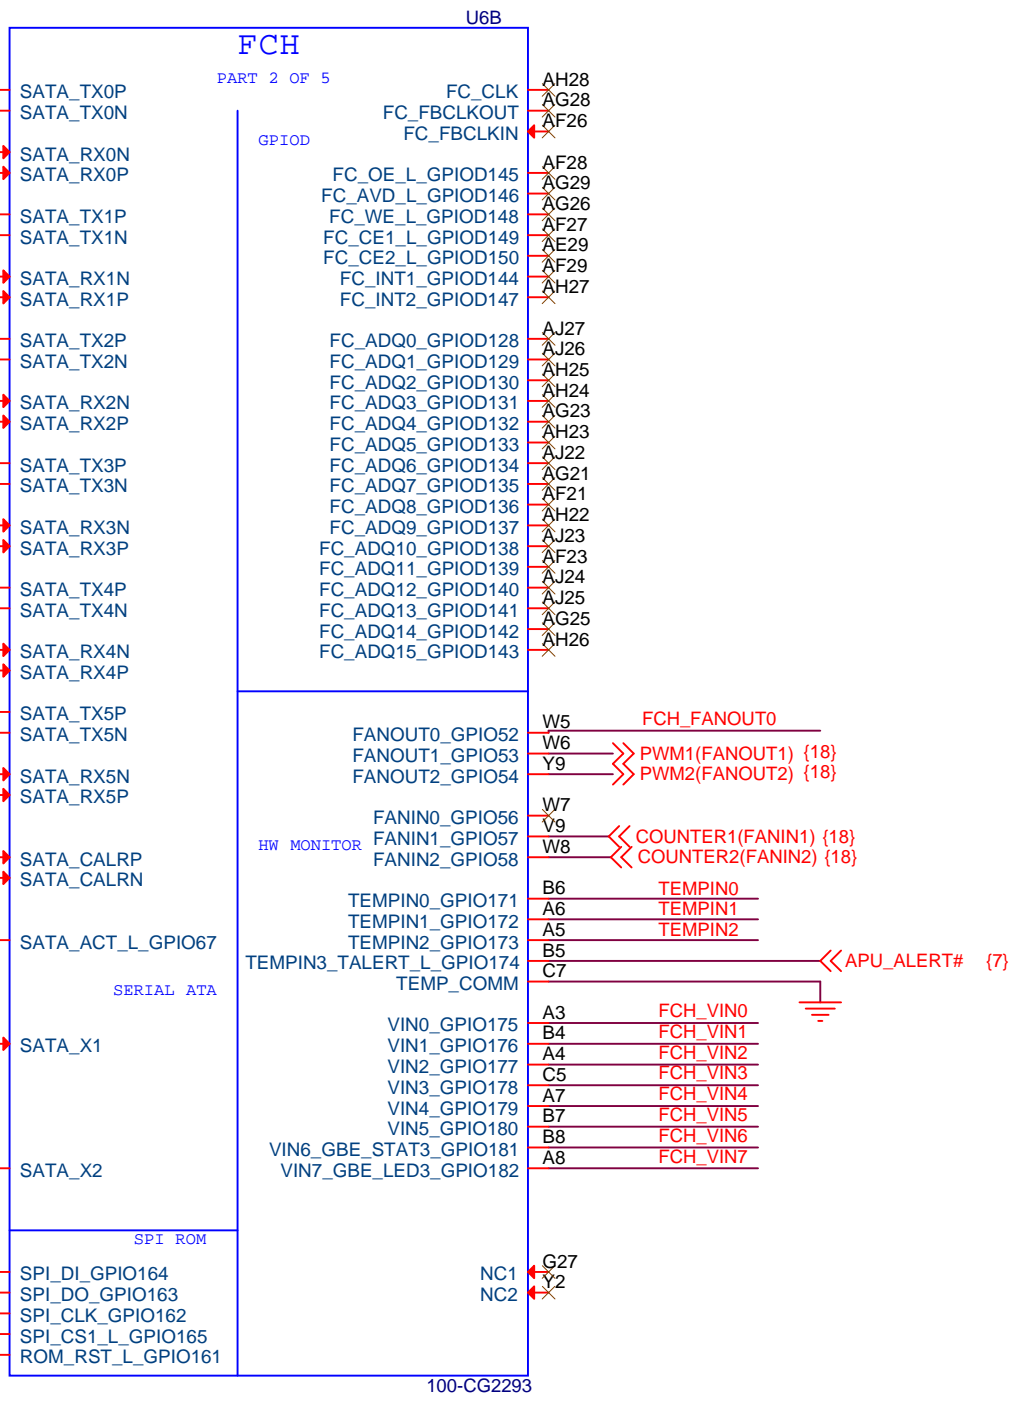 U6B
FCH
PART 2 OF 5
SATA_TX0P FC_CLK AH28
SATA_TX0N FC_FBCLKOUT AG28
GPIOD FC_FBCLKIN AF26
SATA_RX0N
SATA_RX0P FC_OE_L_GPIOD145 AF28
FC_AVD_L_GPIOD146 AG29
SATA_TX1P FC_WE_L_GPIOD148 AG26
SATA_TX1N FC_CE1_L_GPIOD149 AF27
FC_CE2_L_GPIOD150 AE29
SATA_RX1N FC_INT1_GPIOD144 AF29
SATA_RX1P FC_INT2_GPIOD147 AH27
SATA_TX2P FC_ADQ0_GPIOD128 AJ27
SATA_TX2N FC_ADQ1_GPIOD129 AJ26
FC_ADQ2_GPIOD130 AH25
SATA_RX2N FC_ADQ3_GPIOD131 AH24
SATA_RX2P FC_ADQ4_GPIOD132 AG23
FC_ADQ5_GPIOD133 AH23
SATA_TX3P FC_ADQ6_GPIOD134 AJ22
SATA_TX3N FC_ADQ7_GPIOD135 AG21
FC_ADQ8_GPIOD136 AF21
SATA_RX3N FC_ADQ9_GPIOD137 AH22
SATA_RX3P FC_ADQ10_GPIOD138 AJ23
FC_ADQ11_GPIOD139 AF23
SATA_TX4P FC_ADQ12_GPIOD140 AJ24
SATA_TX4N FC_ADQ13_GPIOD141 AJ25
FC_ADQ14_GPIOD142 AG25
SATA_RX4N FC_ADQ15_GPIOD143 AH26
SATA_RX4P
SATA_TX5P
SATA_TX5N FANOUT0_GPIO52 W5 FCH_FANOUT0
FANOUT1_GPIO53 W6 PWM1(FANOUT1) {18}
SATA_RX5N FANOUT2_GPIO54 Y9 PWM2(FANOUT2) {18}
SATA_RX5P
FANIN0_GPIO56 W7
HW MONITOR FANIN1_GPIO57 V9 COUNTER1(FANIN1) {18}
SATA_CALRP FANIN2_GPIO58 W8 COUNTER2(FANIN2) {18}
SATA_CALRN
TEMPIN0_GPIO171 B6 TEMPIN0
TEMPIN1_GPIO172 A6 TEMPIN1
SATA_ACT_L_GPIO67 TEMPIN2_GPIO173 A5 TEMPIN2
TEMPIN3_TALERT_L_GPIO174 B5 APU_ALERT# {7}
SERIAL ATA TEMP_COMM C7
VIN0_GPIO175 A3 FCH_VIN0
SATA_X1 VIN1_GPIO176 B4 FCH_VIN1
VIN2_GPIO177 A4 FCH_VIN2
VIN3_GPIO178 C5 FCH_VIN3
VIN4_GPIO179 A7 FCH_VIN4
VIN5_GPIO180 B7 FCH_VIN5
VIN6_GBE_STAT3_GPIO181 B8 FCH_VIN6
SATA_X2 VIN7_GBE_LED3_GPIO182 A8 FCH_VIN7
SPI ROM
SPI_DI_GPIO164 NC1 G27
SPI_DO_GPIO163 NC2 Y2
SPI_CLK_GPIO162
SPI_CS1_L_GPIO165
ROM_RST_L_GPIO161
100-CG2293